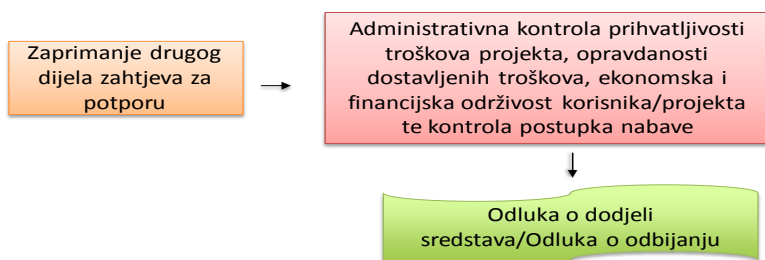 Zaprimanje drugog
dijela zahtjeva za
potporu
Administrativna kontrola prihvatljivosti
troškova projekta, opravdanosti
dostavljenih troškova, ekonomska i
financijska održivost korisnika/projekta
te kontrola postupka nabave
Odluka o dodjeli
sredstava/Odluka o odbijanju